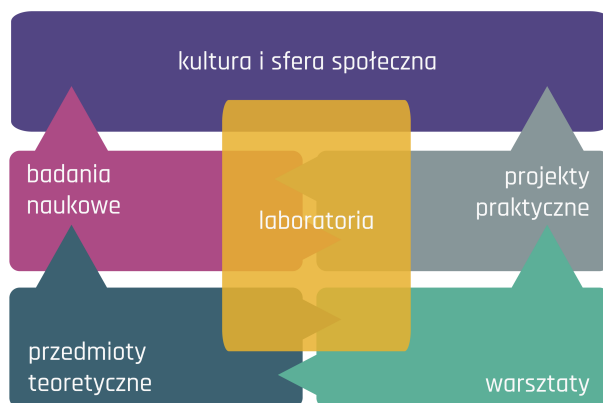 kultura i sfera społeczna
badania
naukowe
projekty
praktyczne
laboratoria
przedmioty
teoretyczne
warsztaty